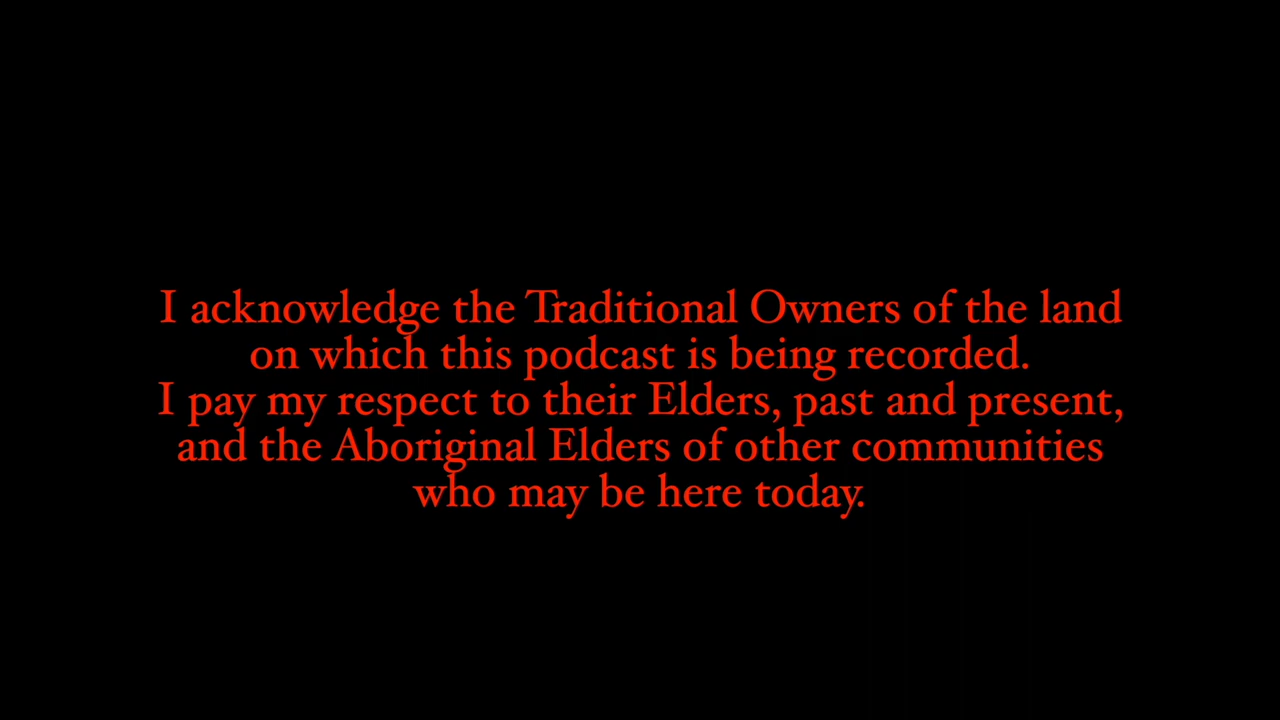 I acknowledge the Traditional Owners of the land
on which this podcast is being recorded.
I pay my respect to their Elders, past and present,
and the Aboriginal Elders of other communities
who may be here today.